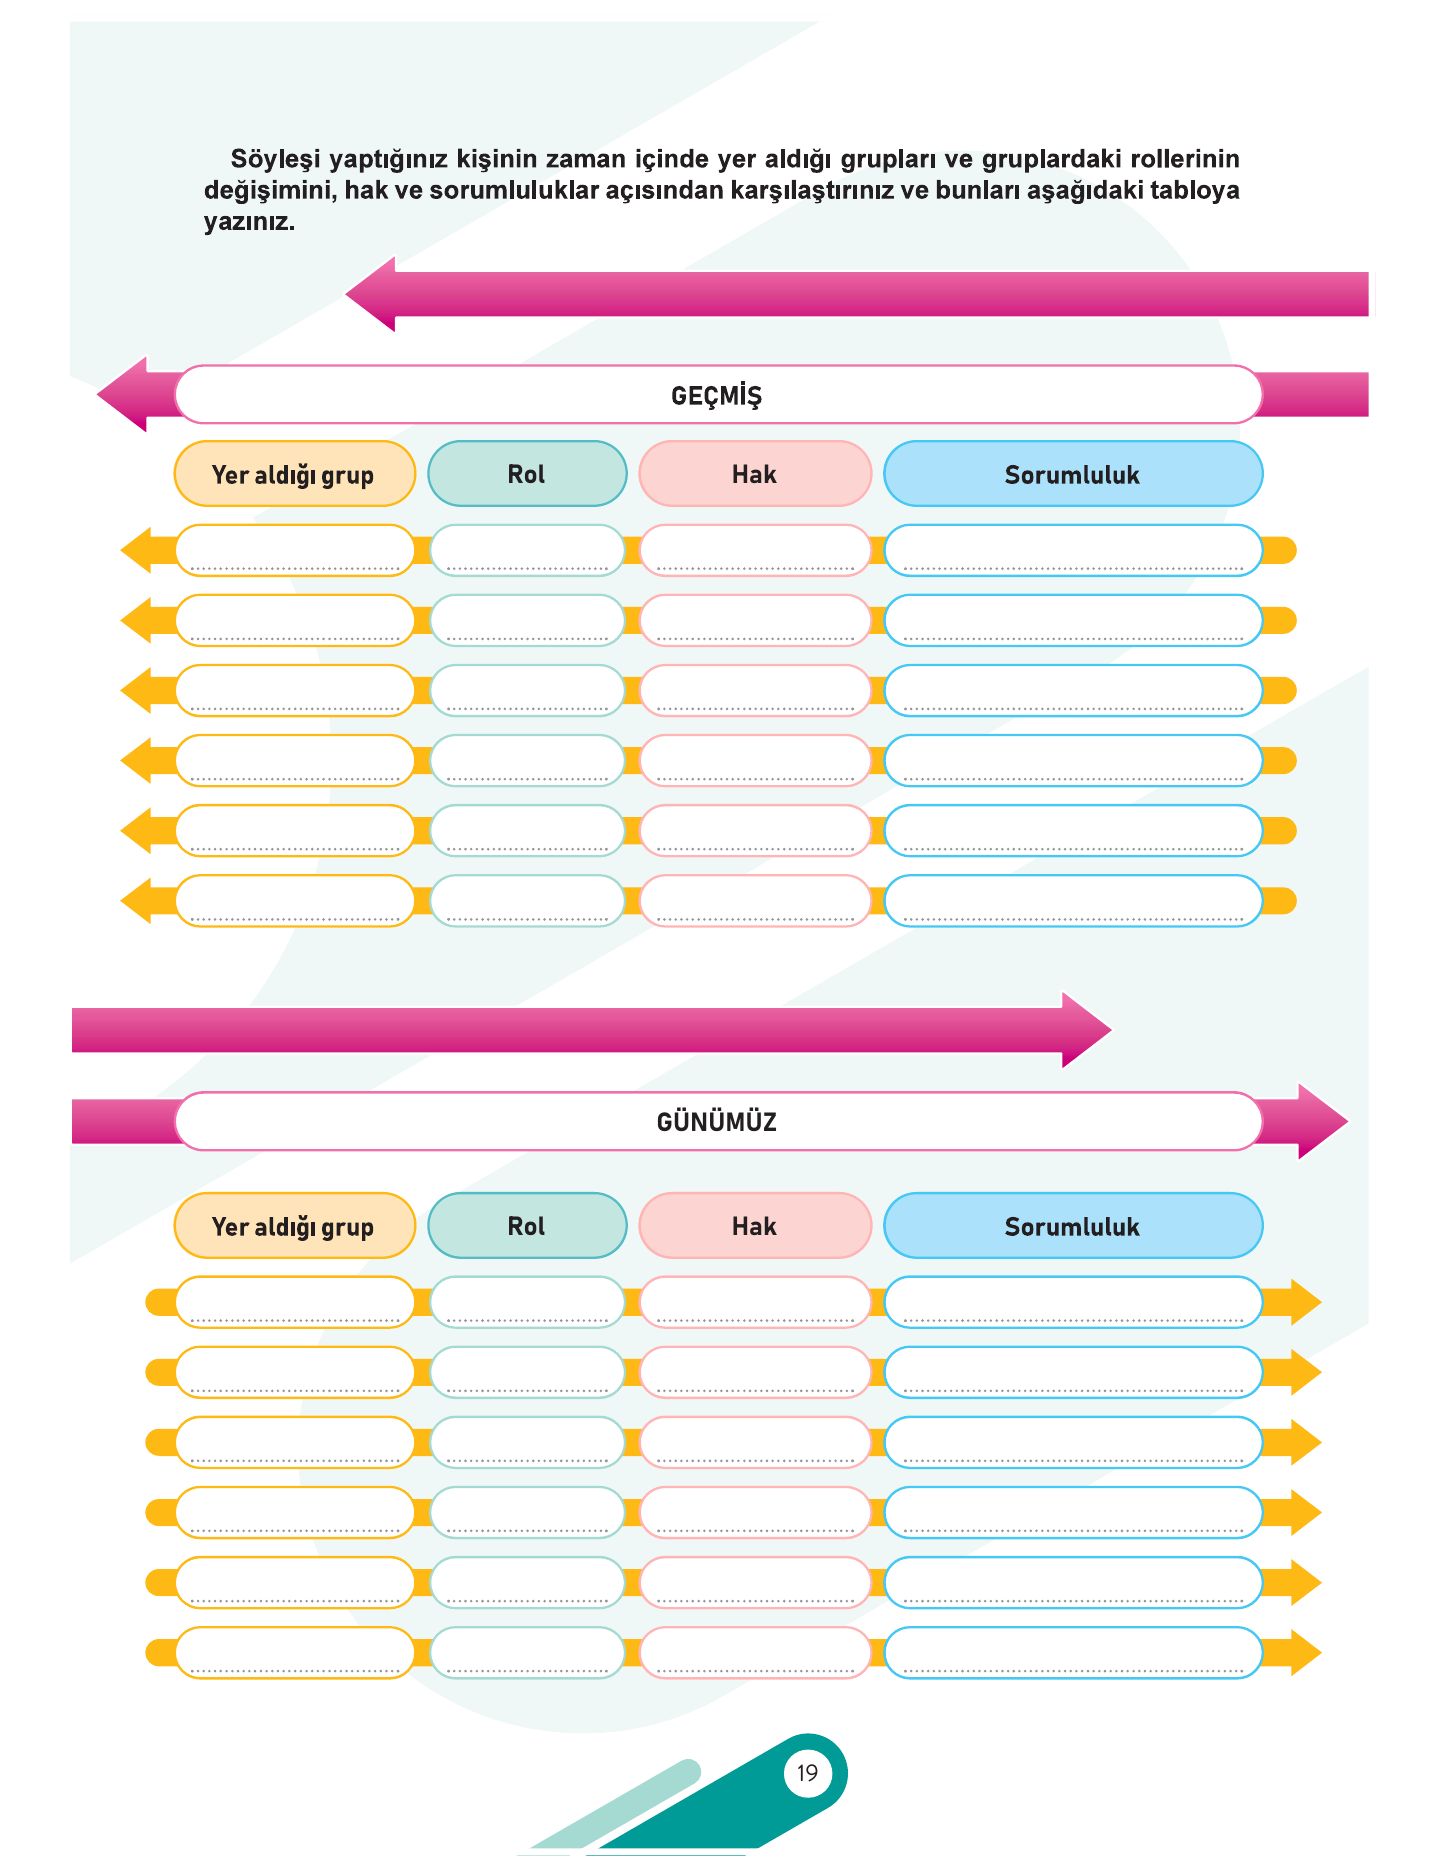 Söyleşi yaptığınız kişinin zaman içinde yer aldığı grupları ve gruplardaki rollerinin
değişimini, hak ve sorumluluklar açısından karşılaştırınız ve bunları aşağıdaki tabloya
yazınız.
GEÇMİŞ
Yer aldığı grup Rol Hak Sorumluluk
GÜNÜMÜZ
Yer aldığı grup Rol Hak Sorumluluk
19